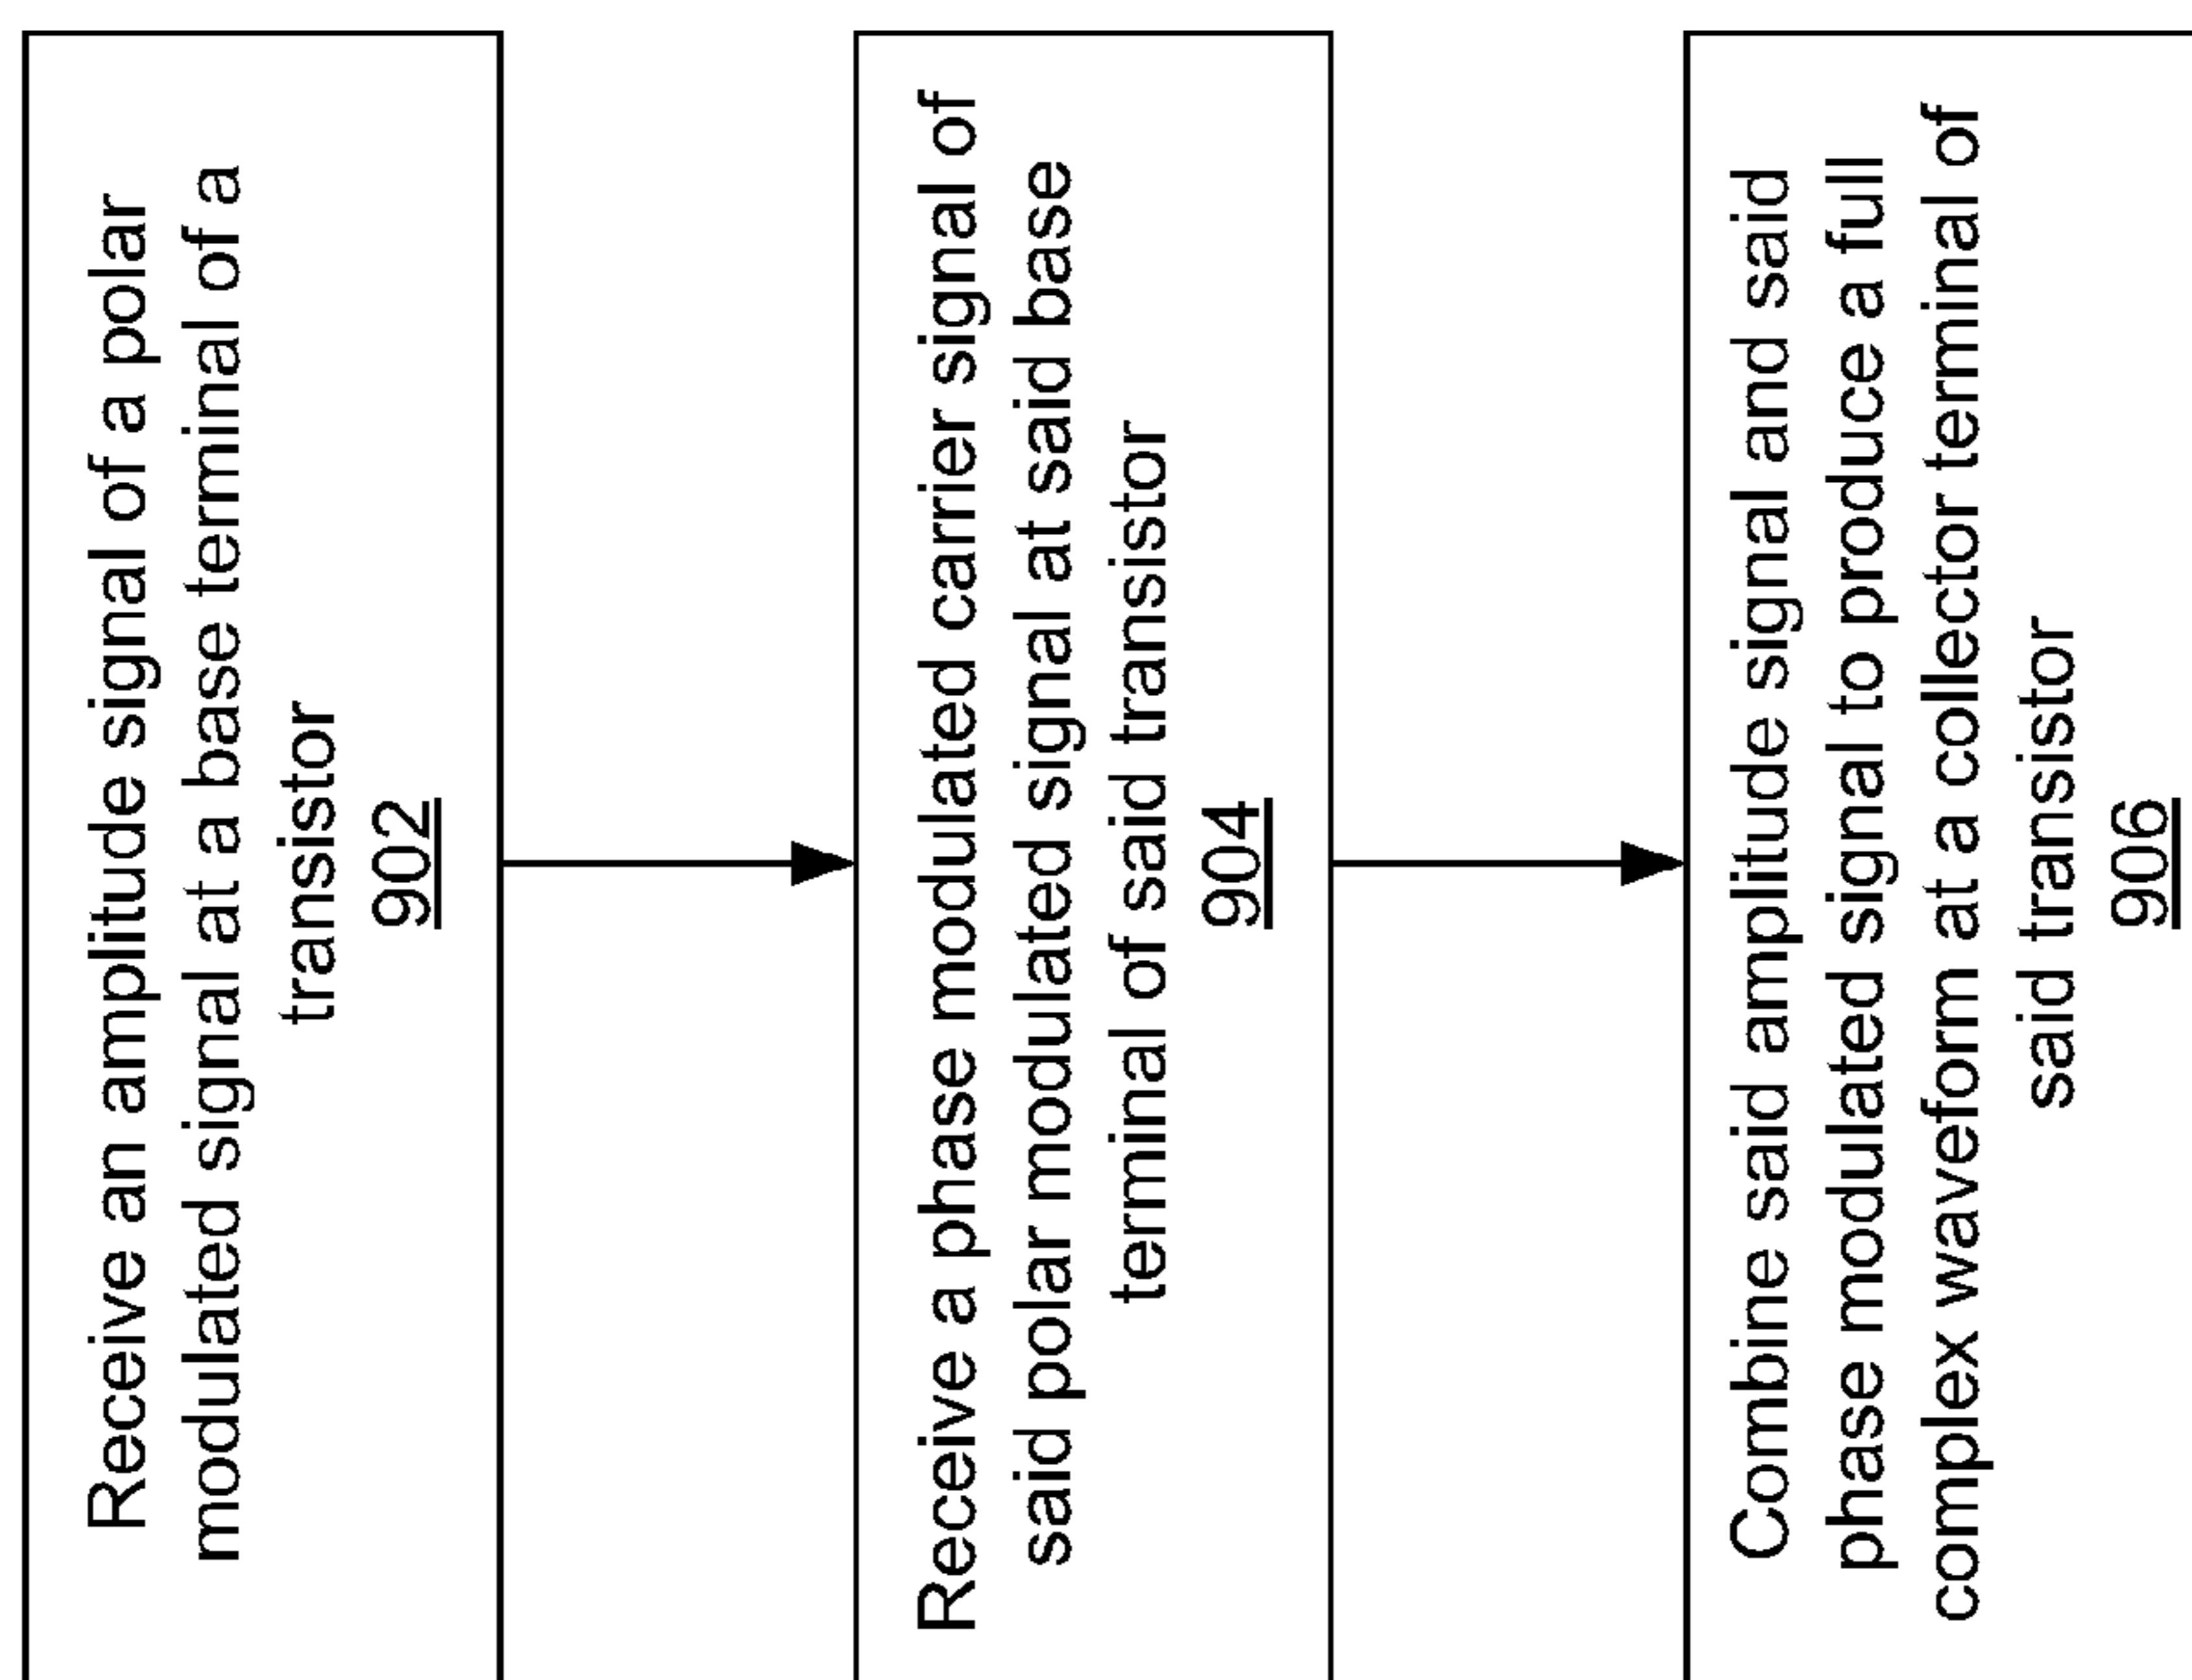 Receive an amplitude signal of a polar
modulated signal at a base terminal of a
transistor
902
Receive a phase modulated carrier signal of
said polar modulated signal at said base
terminal of said transistor
904
Combine said amplitude signal and said
phase modulated signal to produce a full
complex waveform at a collector terminal of
said transistor
906